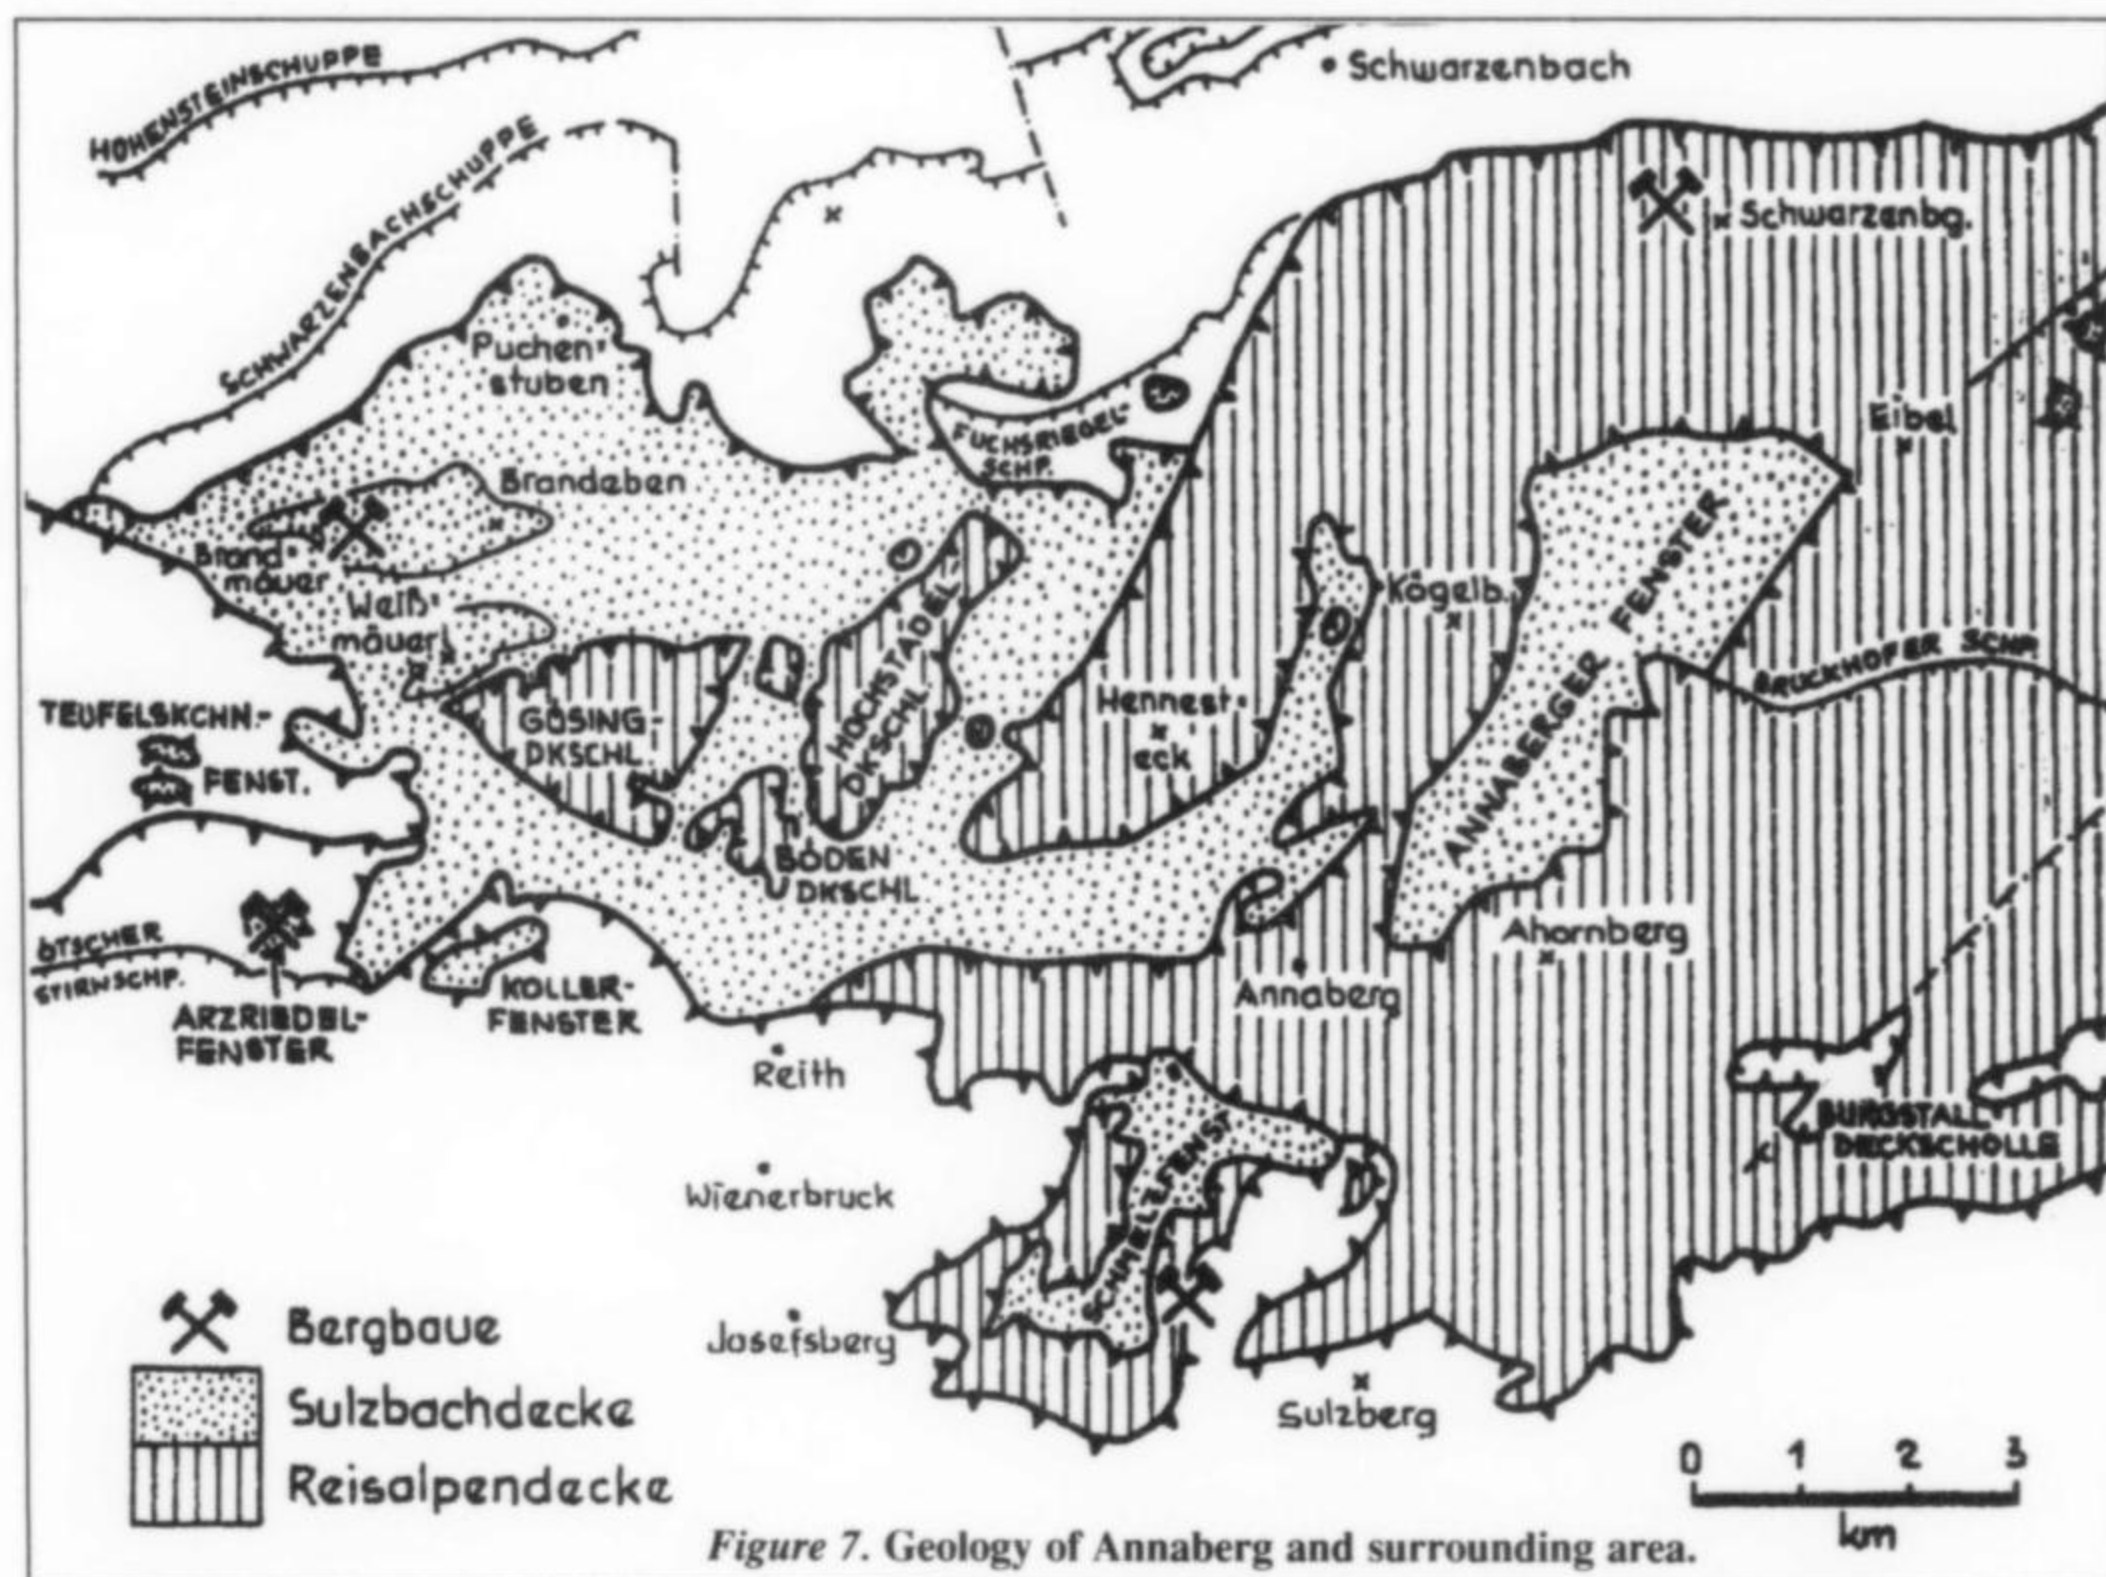 HOHENSTEINSCHUPPE
Schwarzenbach
SCHWARZENBACHSCHUPPE
Schwarzenbg.
Puchen-
stuben
FUCHSRIEGEL-
SCHP.
Eibel
Brandeben
Brand-
mäuer
Weiß-
mäuer
Kögelb.
ANNABERGER FENSTER
BRUCKHOFER SCHP.
TEUFELSKCHN.-
FENST.
GÖSING-
DKSCHL
HOCHSTADEL
DKSCHL
Hennest-
eck
BODEN
DKSCHL
ÖTSCHER
STIRNSCHP.
ARZRIEDEL-
FENSTER
KOLLER-
FENSTER
Annaberg
Ahornberg
Reith
BURGSTALL
DECKSCHOLLE
Wienerbruck
SCHMELZFENST.
Josefsberg
Sulzberg
Bergbaue
Sulzbachdecke
Reisalpendecke
0 1 2 3
km
Figure 7. Geology of Annaberg and surrounding area.